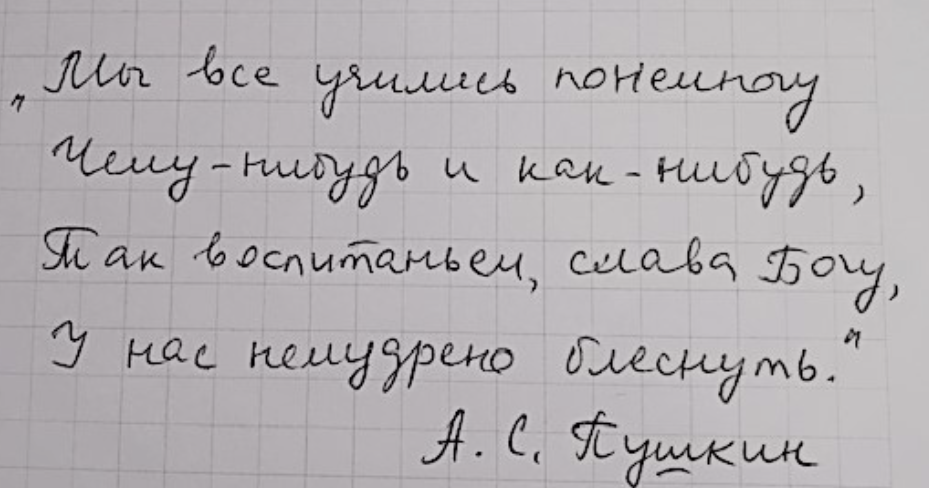 „Мы все учились понемногу
Чему-нибудь и как-нибудь,
Так воспитаньем, слава Богу,
У нас немудрено блеснуть."
А. С. Пушкин